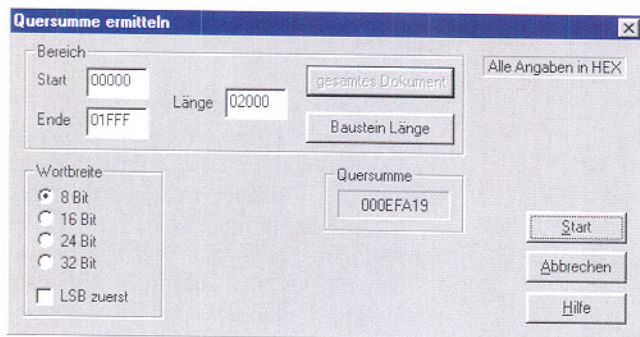 Quersumme ermitteln
Bereich
Start 00000
Ende 01FFF
Länge 02000
gesamtes Dokument
Baustein Länge
Alle Angaben in HEX
Wortbreite
8 Bit
16 Bit
24 Bit
32 Bit
LSB zuerst
Quersumme
000EFA19
Start
Abbrechen
Hilfe